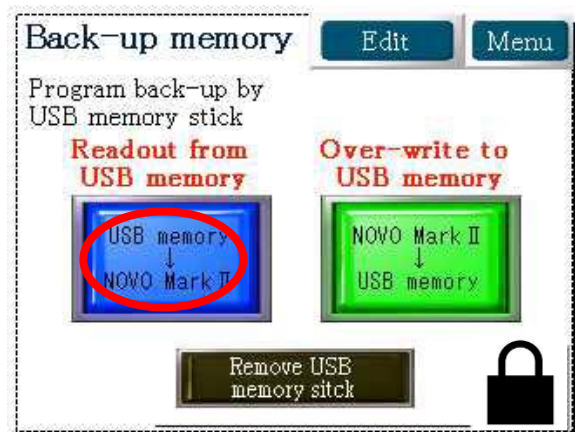 Back-up memory
Edit
Menu
Program back-up by
USB memory stick
Readout from
USB memory
Over-write to
USB memory
USB memory
↓
NOVO Mark Ⅱ
NOVO Mark Ⅱ
↓
USB memory
Remove USB
memory sitck